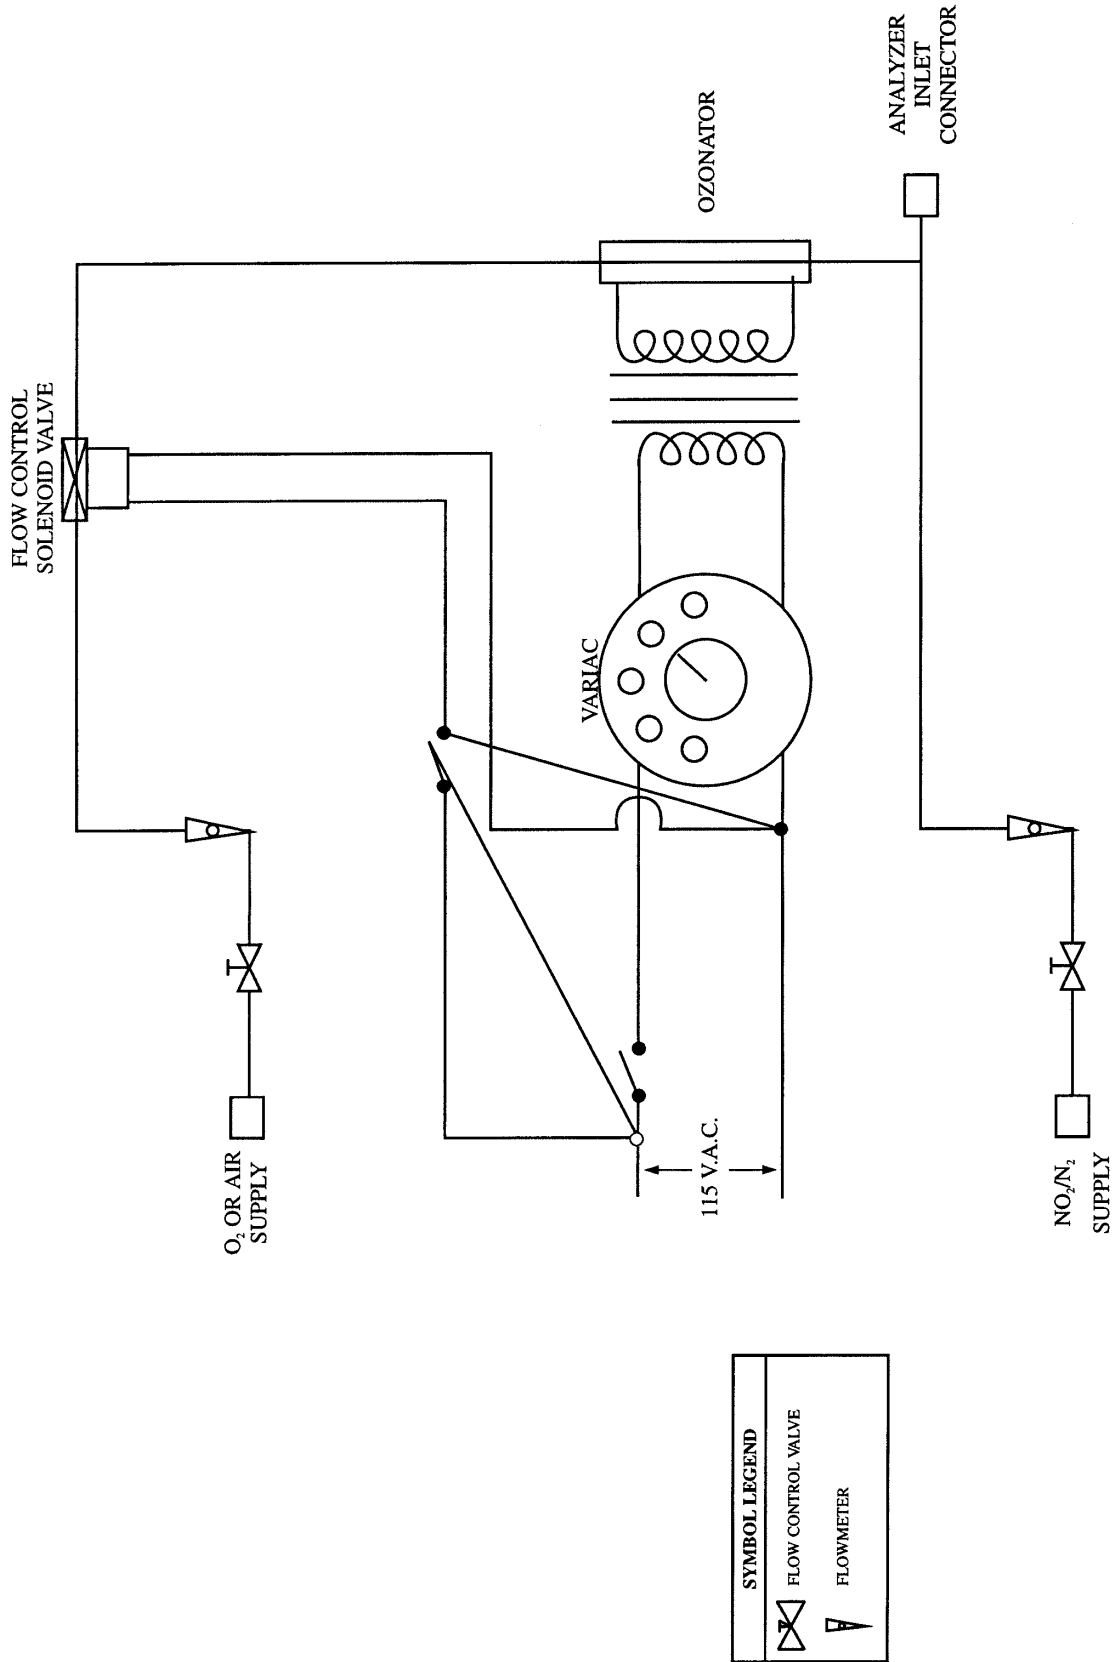 FLOW CONTROL
SOLENOID VALVE
O₂ OR AIR
SUPPLY
VARIAC
OZONATOR
115 V.A.C.
ANALYZER
INLET
CONNECTOR
NO₂/N₂
SUPPLY
SYMBOL LEGEND
FLOW CONTROL VALVE
FLOWMETER